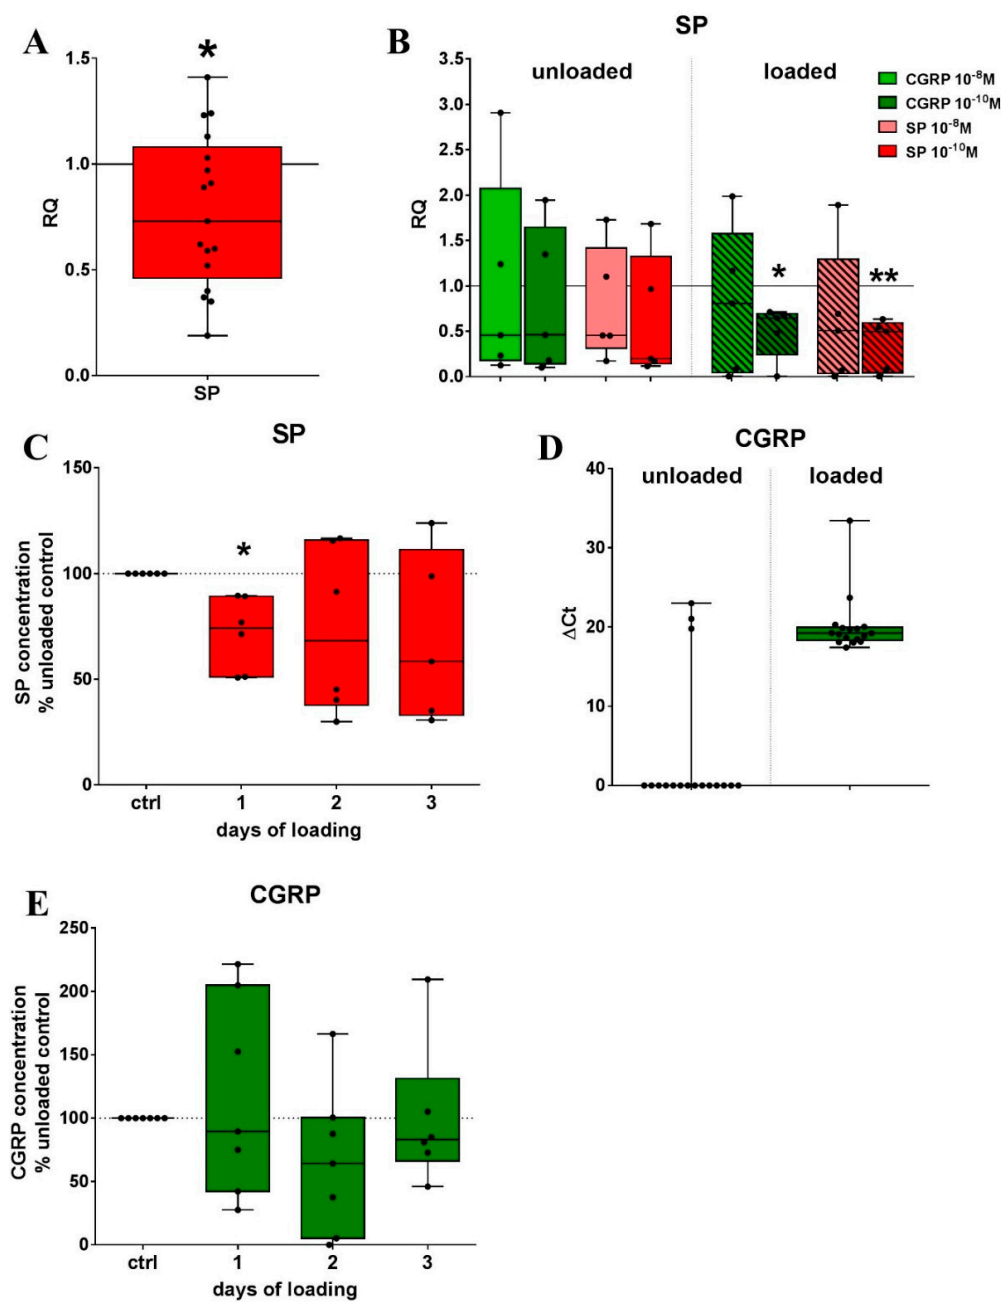 A
*
1.5
1.0
0.5
0.0
RQ
SP
B
SP
unloaded
loaded
3.5
3.0
2.5
2.0
1.5
1.0
0.5
0.0
RQ
*
**
CGRP 10⁻⁸M
CGRP 10⁻¹⁰M
SP 10⁻⁸M
SP 10⁻¹⁰M
C
SP
150
100
50
0
SP concentration
% unloaded control
*
ctrl 1 2 3
days of loading
D
CGRP
unloaded
loaded
40
30
20
10
0
ΔCt
E
CGRP
250
200
150
100
50
0
CGRP concentration
% unloaded control
ctrl 1 2 3
days of loading